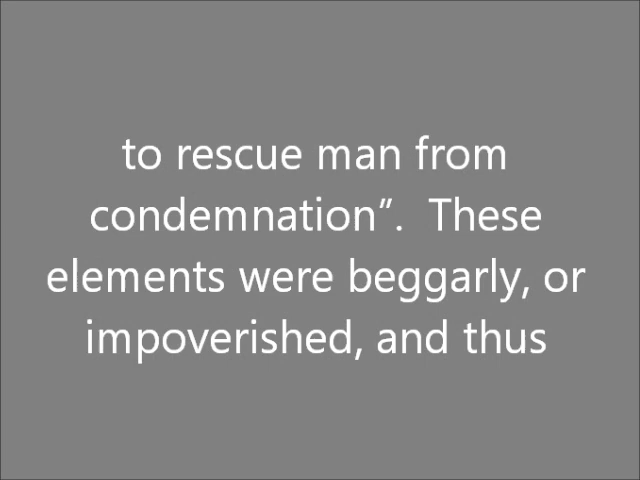 to rescue man from
condemnation”.  These
elements were beggarly, or
impoverished, and thus